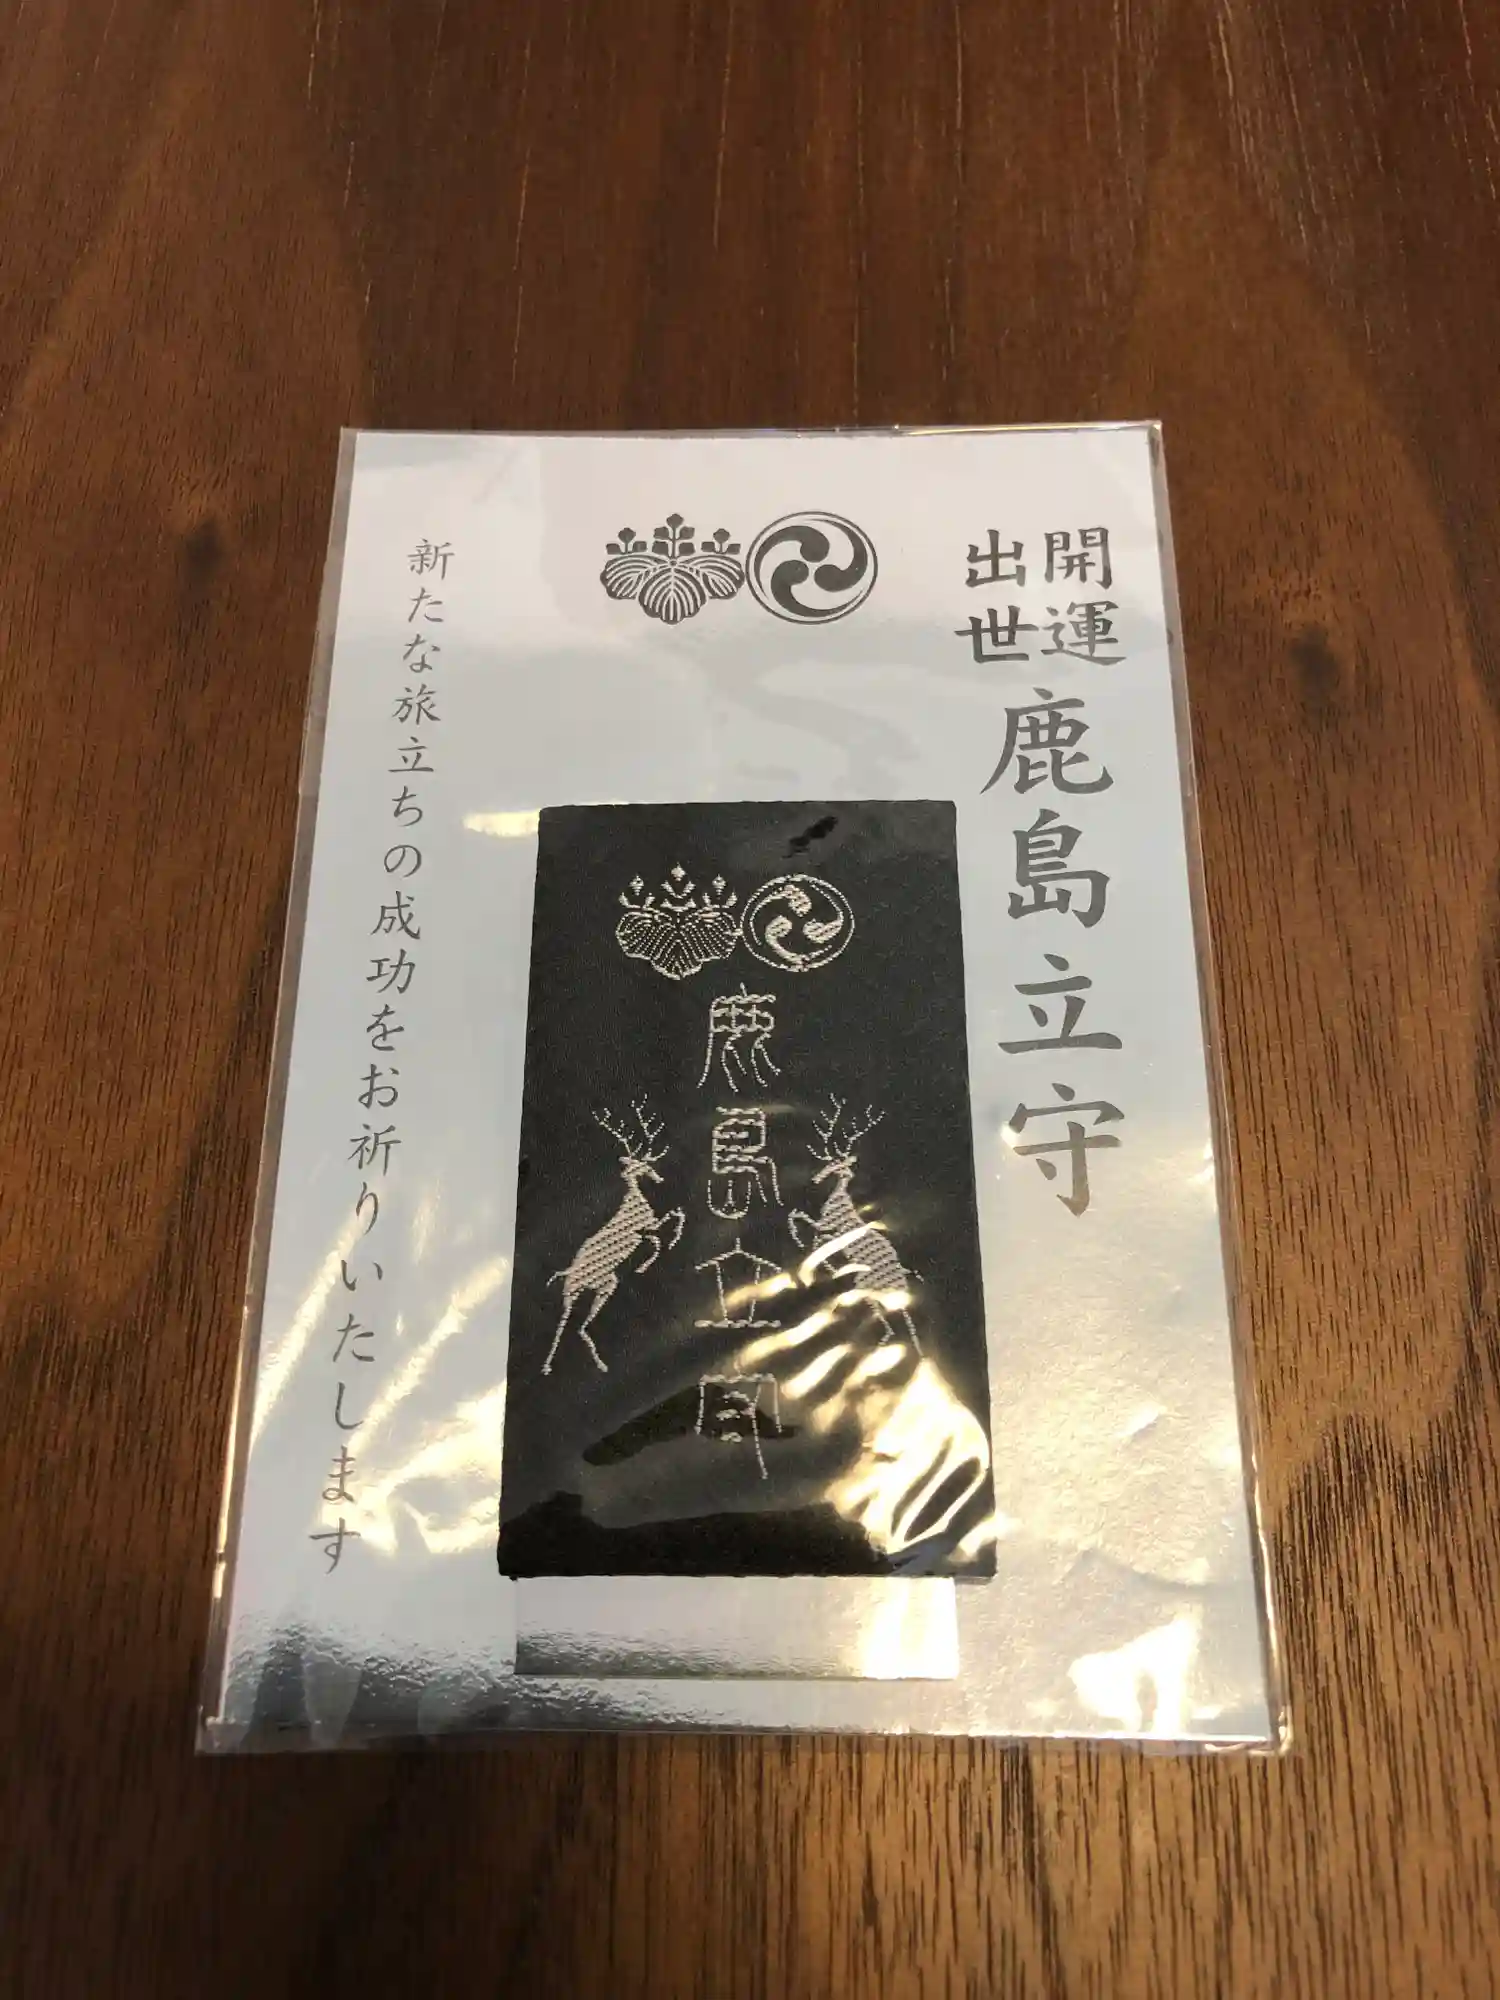 開運
出世
鹿島立守
鹿島立守
新たな旅立ちの成功をお祈りいたします